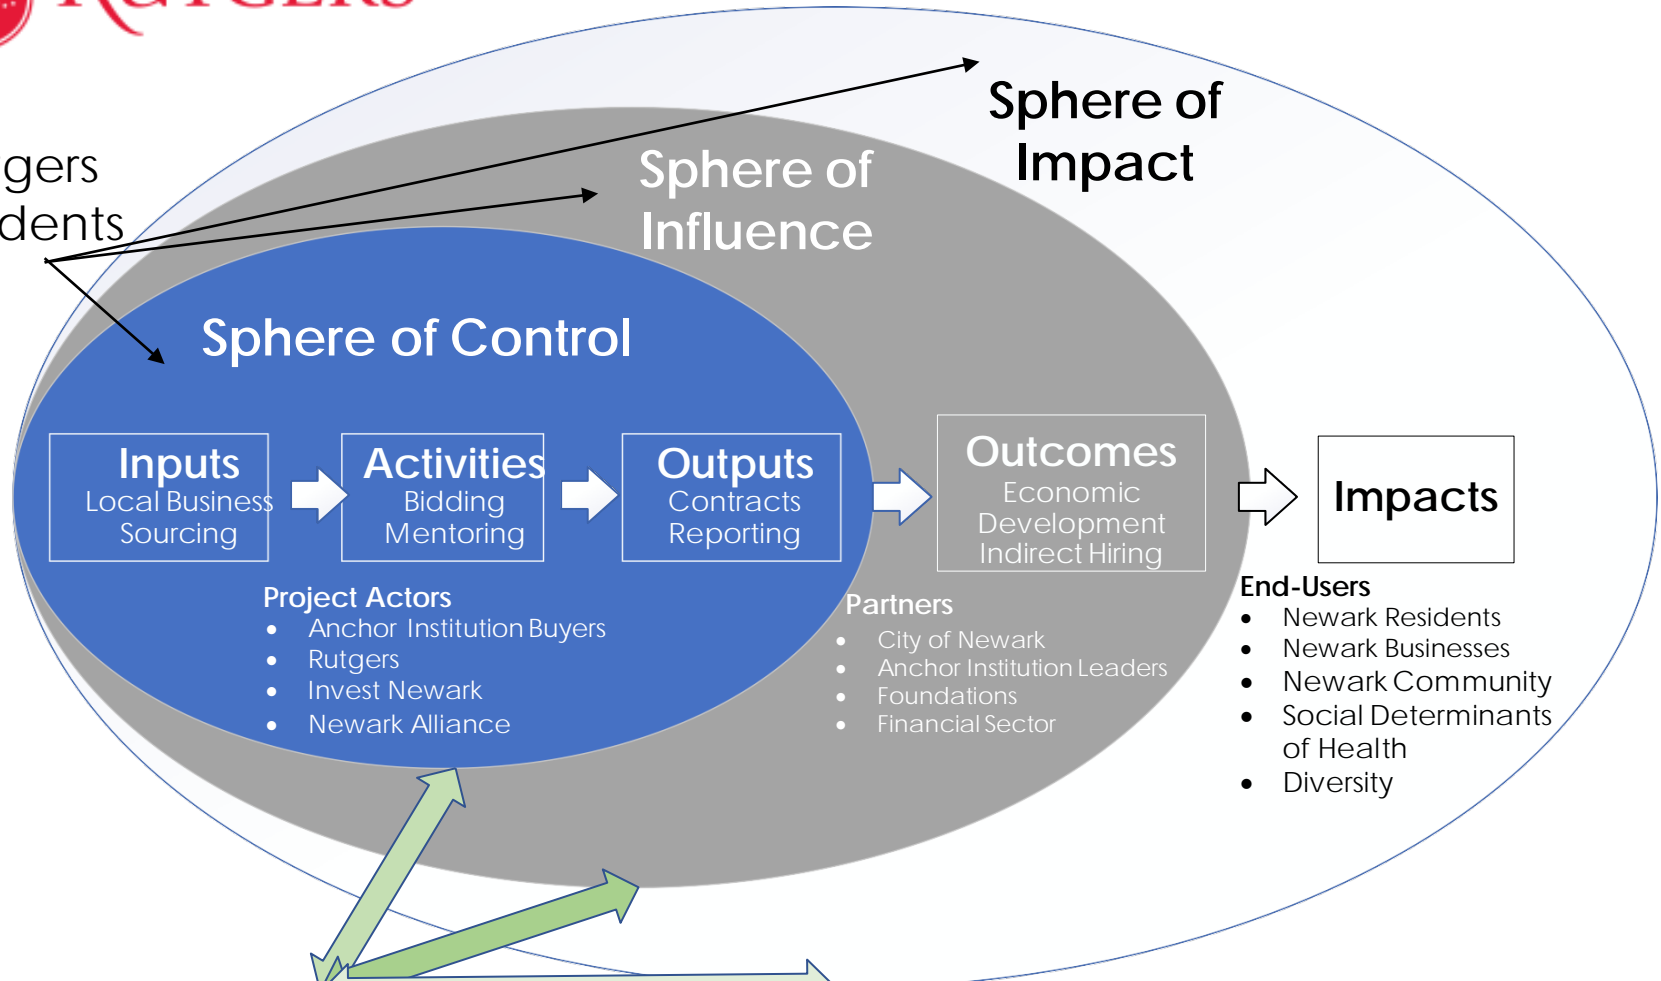 RUTGERS
Sphere of
Impact
Sphere of
Influence
gers
dents
Sphere of Control
Inputs
Local Business
Sourcing
Activities
Bidding
Mentoring
Outputs
Contracts
Reporting
Outcomes
Economic
Development
Indirect Hiring
Impacts
Project Actors
• Anchor Institution Buyers
• Rutgers
• Invest Newark
• Newark Alliance
Partners
• City of Newark
• Anchor Institution Leaders
• Foundations
• Financial Sector
End-Users
• Newark Residents
• Newark Businesses
• Newark Community
• Social Determinants
of Health
• Diversity